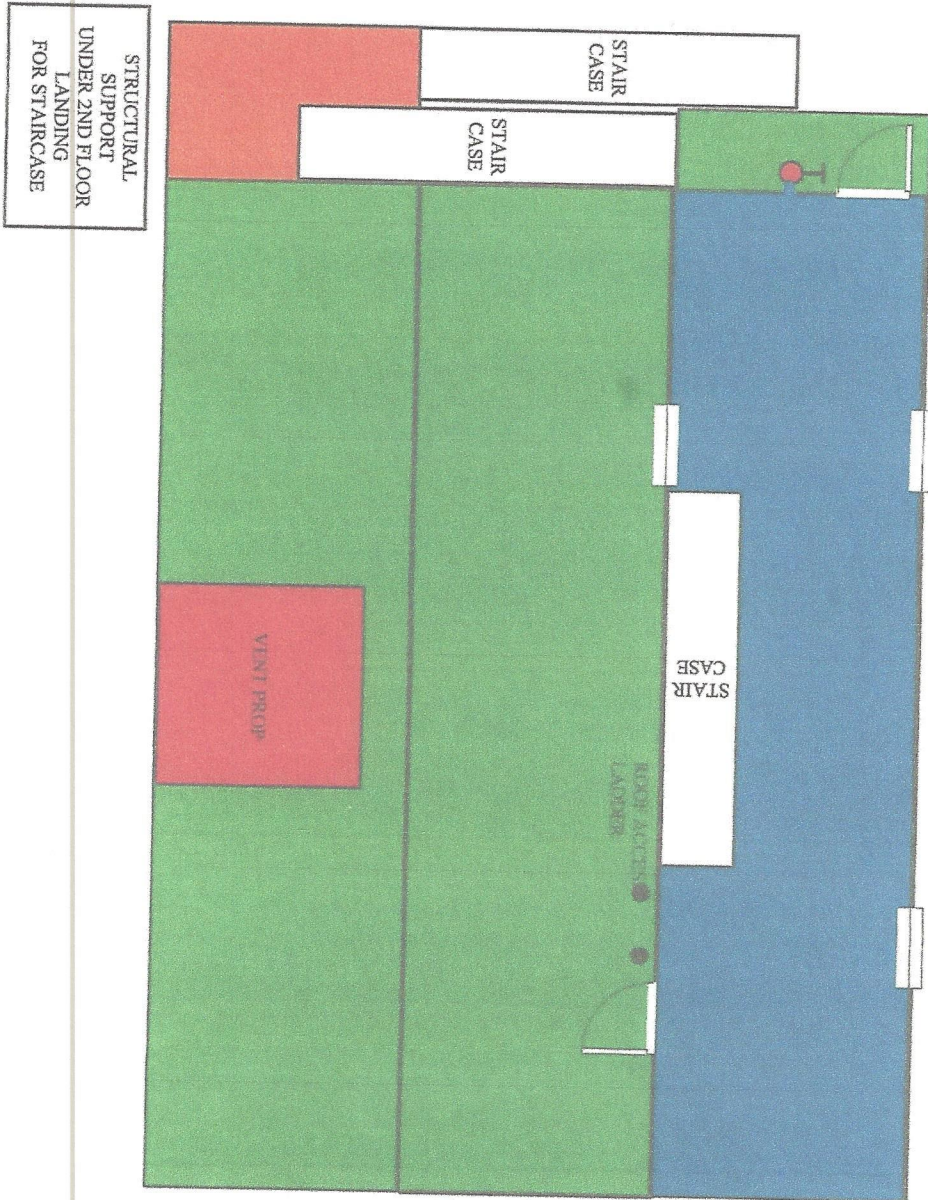 STRUCTURAL
SUPPORT
UNDER 2ND FLOOR
LANDING
FOR STAIRCASE
STAIR
CASE
STAIR
CASE
STAIR
CASE
ROOF ACCESS
LADDER
VENT PROP